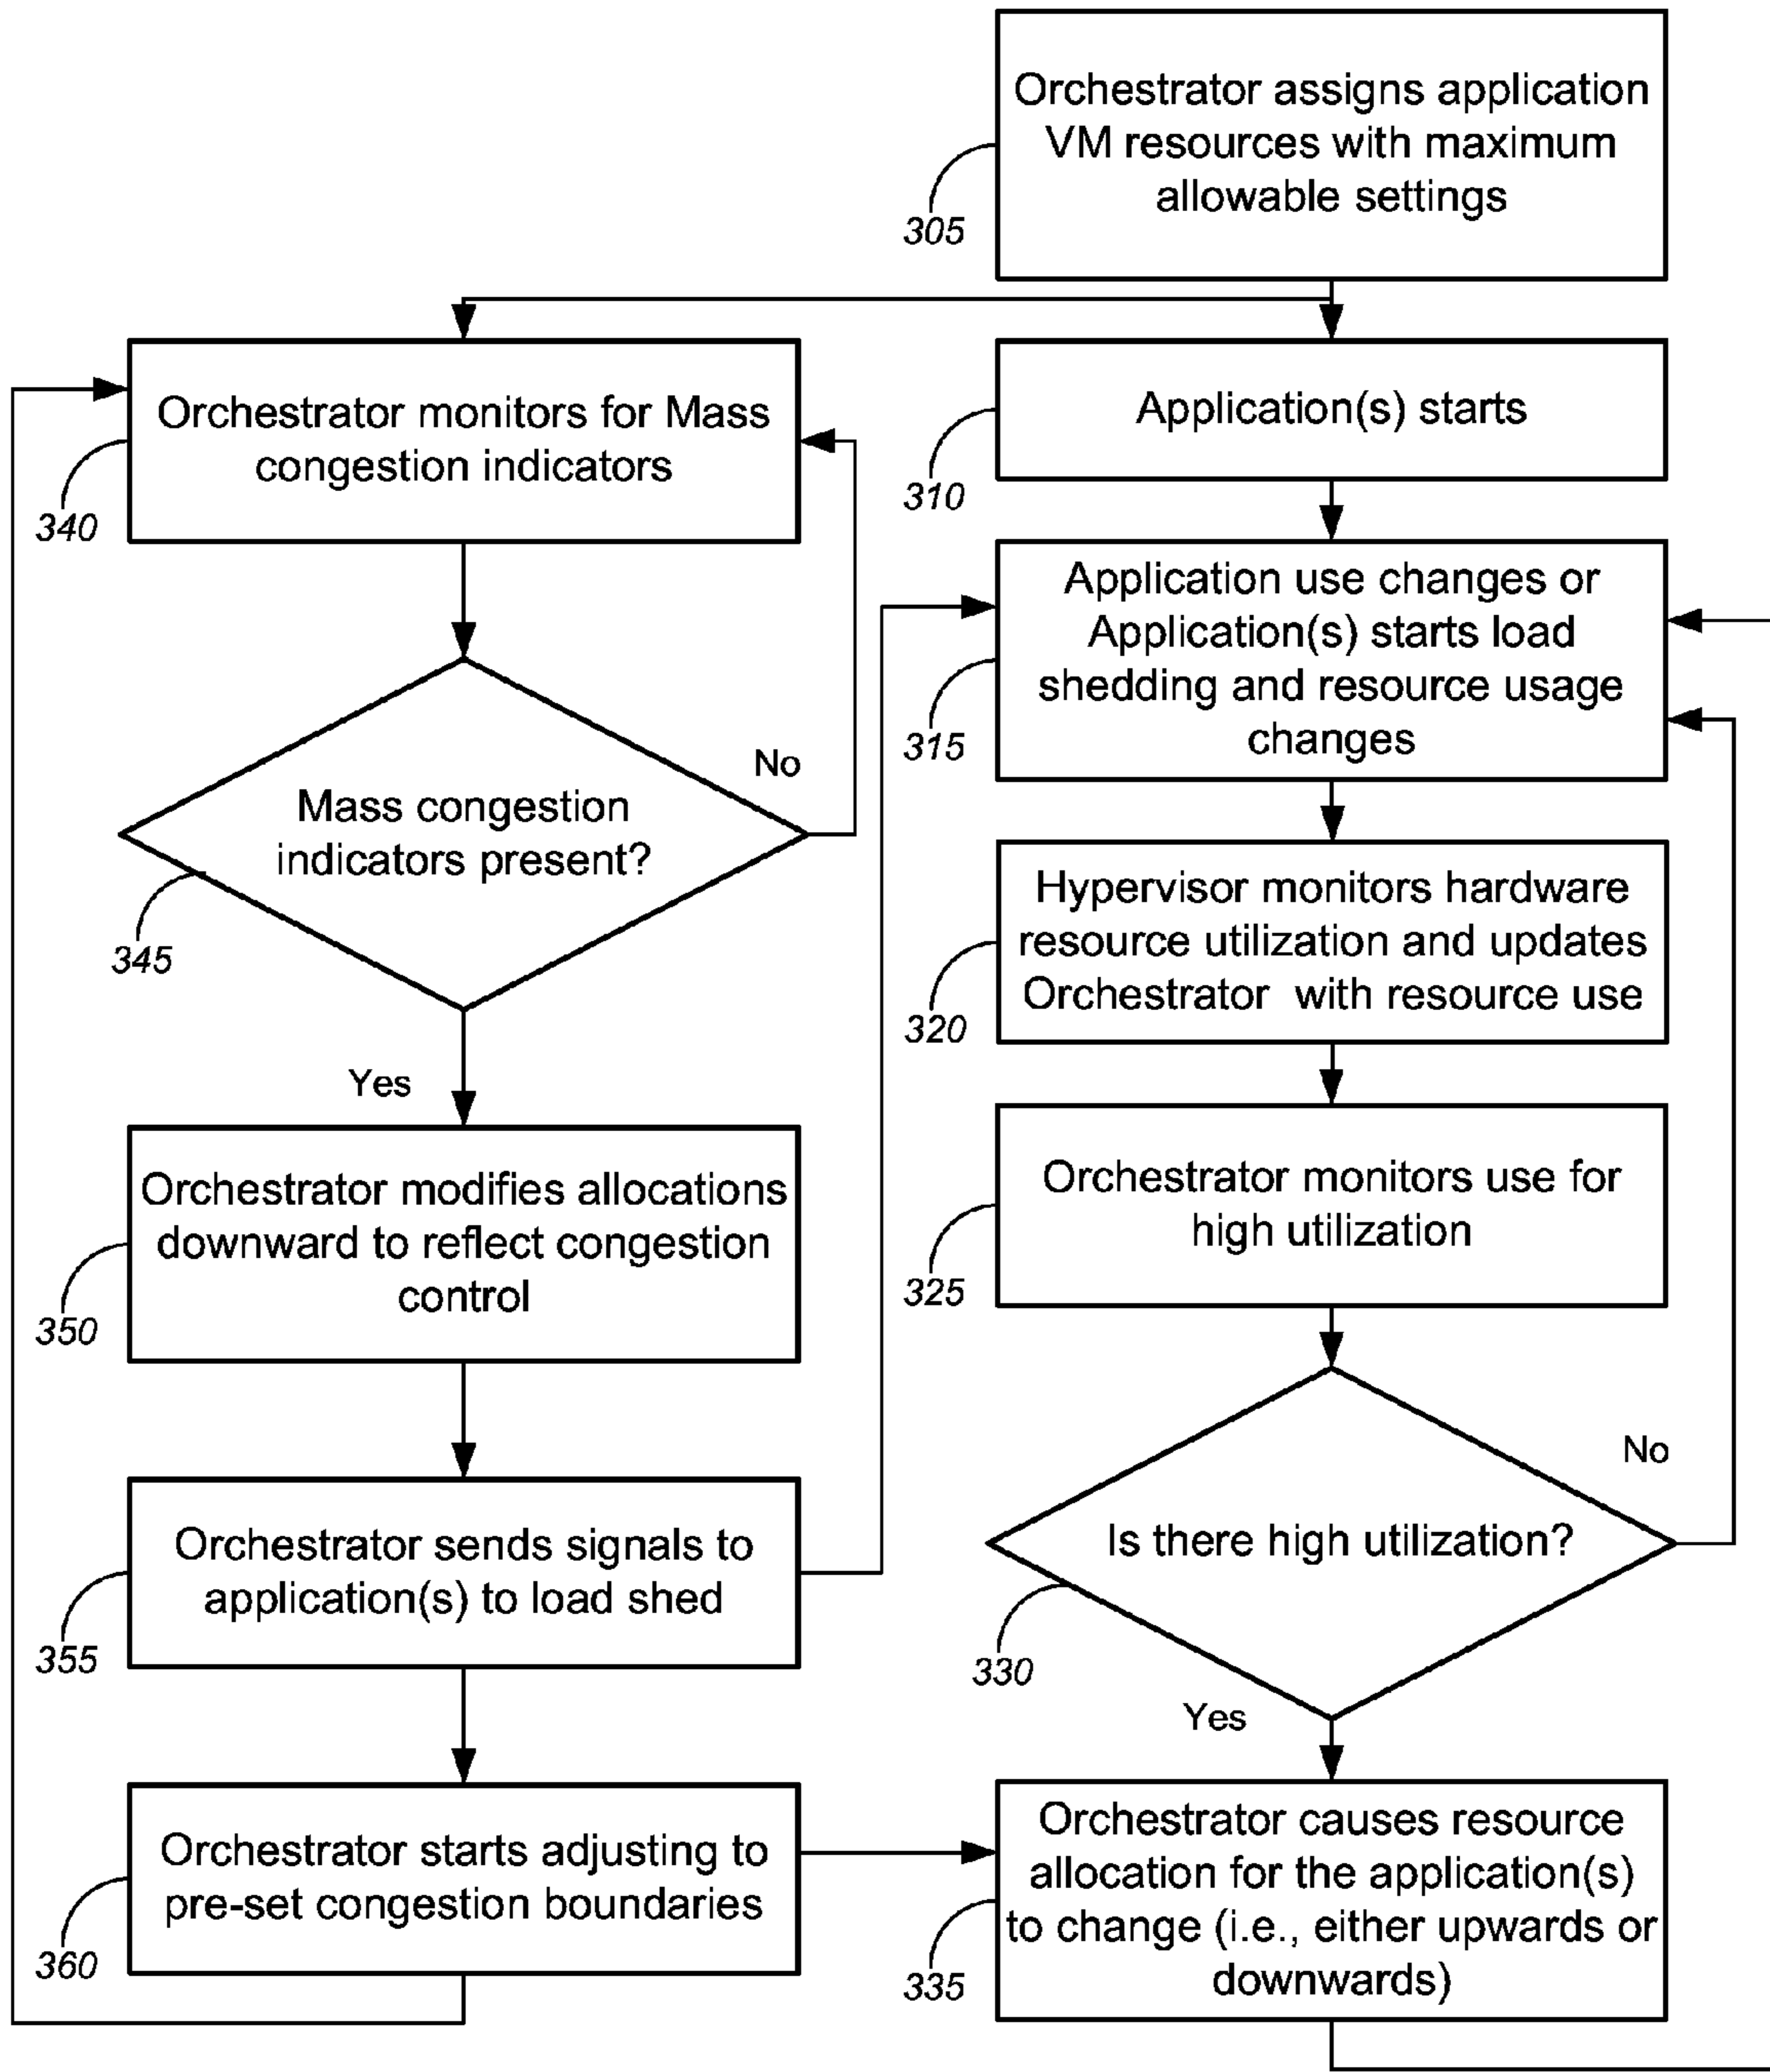 Orchestrator assigns application
VM resources with maximum
allowable settings
305
Orchestrator monitors for Mass
congestion indicators
340
Application(s) starts
310
Application use changes or
Application(s) starts load
shedding and resource usage
changes
315
No
Mass congestion
indicators present?
345
Hypervisor monitors hardware
resource utilization and updates
Orchestrator with resource use
320
Yes
Orchestrator modifies allocations
downward to reflect congestion
control
350
Orchestrator monitors use for
high utilization
325
No
Is there high utilization?
330
Orchestrator sends signals to
application(s) to load shed
355
Yes
Orchestrator starts adjusting to
pre-set congestion boundaries
360
Orchestrator causes resource
allocation for the application(s)
to change (i.e., either upwards or
downwards)
335